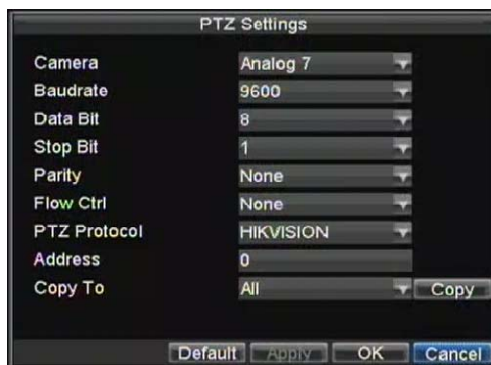 PTZ Settings
Camera Analog 7
Baudrate 9600
Data Bit 8
Stop Bit 1
Parity None
Flow Ctrl None
PTZ Protocol HIKVISION
Address 0
Copy To All Copy
Default Apply OK Cancel